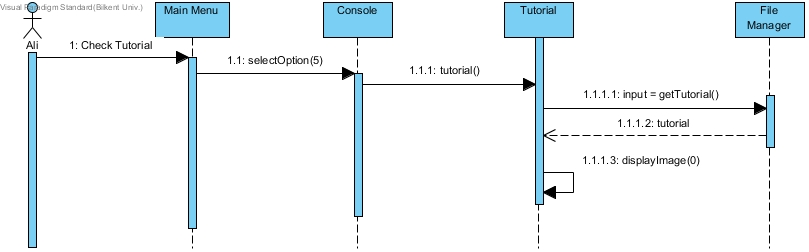 Visual Paradigm Standard(Bilkent Univ.)
Main Menu
Console
Tutorial
File
Manager
Ali
1: Check Tutorial
1.1: selectOption(5)
1.1.1: tutorial()
1.1.1.1: input = getTutorial()
1.1.1.2: tutorial
1.1.1.3: displayImage(0)